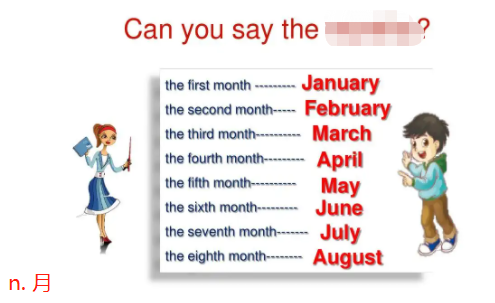 Can you say the ?
the first month --------- January
the second month----- February
the third month---------- March
the fourth month--------- April
the fifth month---------- May
the sixth month--------- June
the seventh month------- July
the eighth month-------- August
n. 月